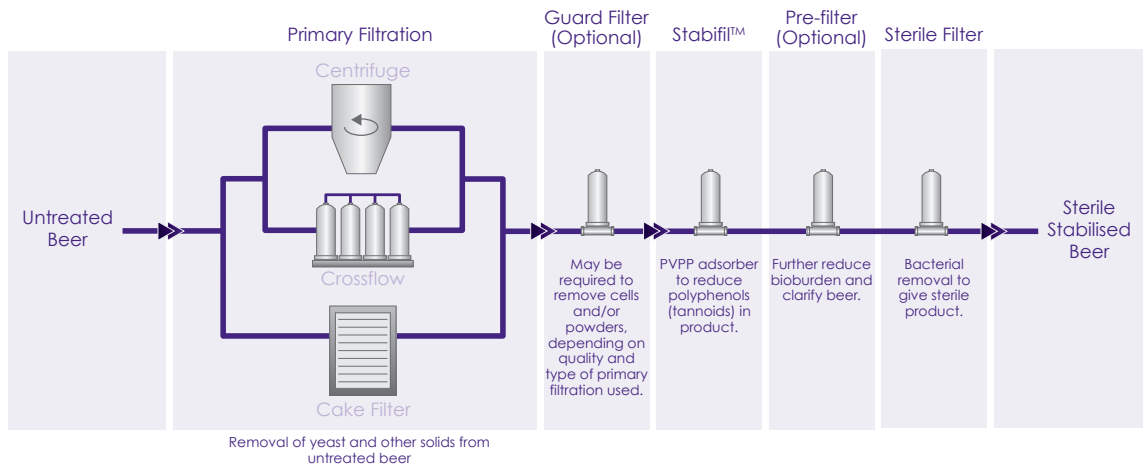 Primary Filtration
Guard Filter
(Optional)
Stabifil™
Pre-filter
(Optional)
Sterile Filter
Untreated
Beer
Centrifuge
Crossflow
Cake Filter
Removal of yeast and other solids from
untreated beer
May be
required to
remove cells
and/or
powders,
depending on
quality and
type of primary
filtration used.
PVPP adsorber
to reduce
polyphenols
(tannoids) in
product.
Further reduce
bioburden and
clarify beer.
Bacterial
removal to
give sterile
product.
Sterile
Stabilised
Beer